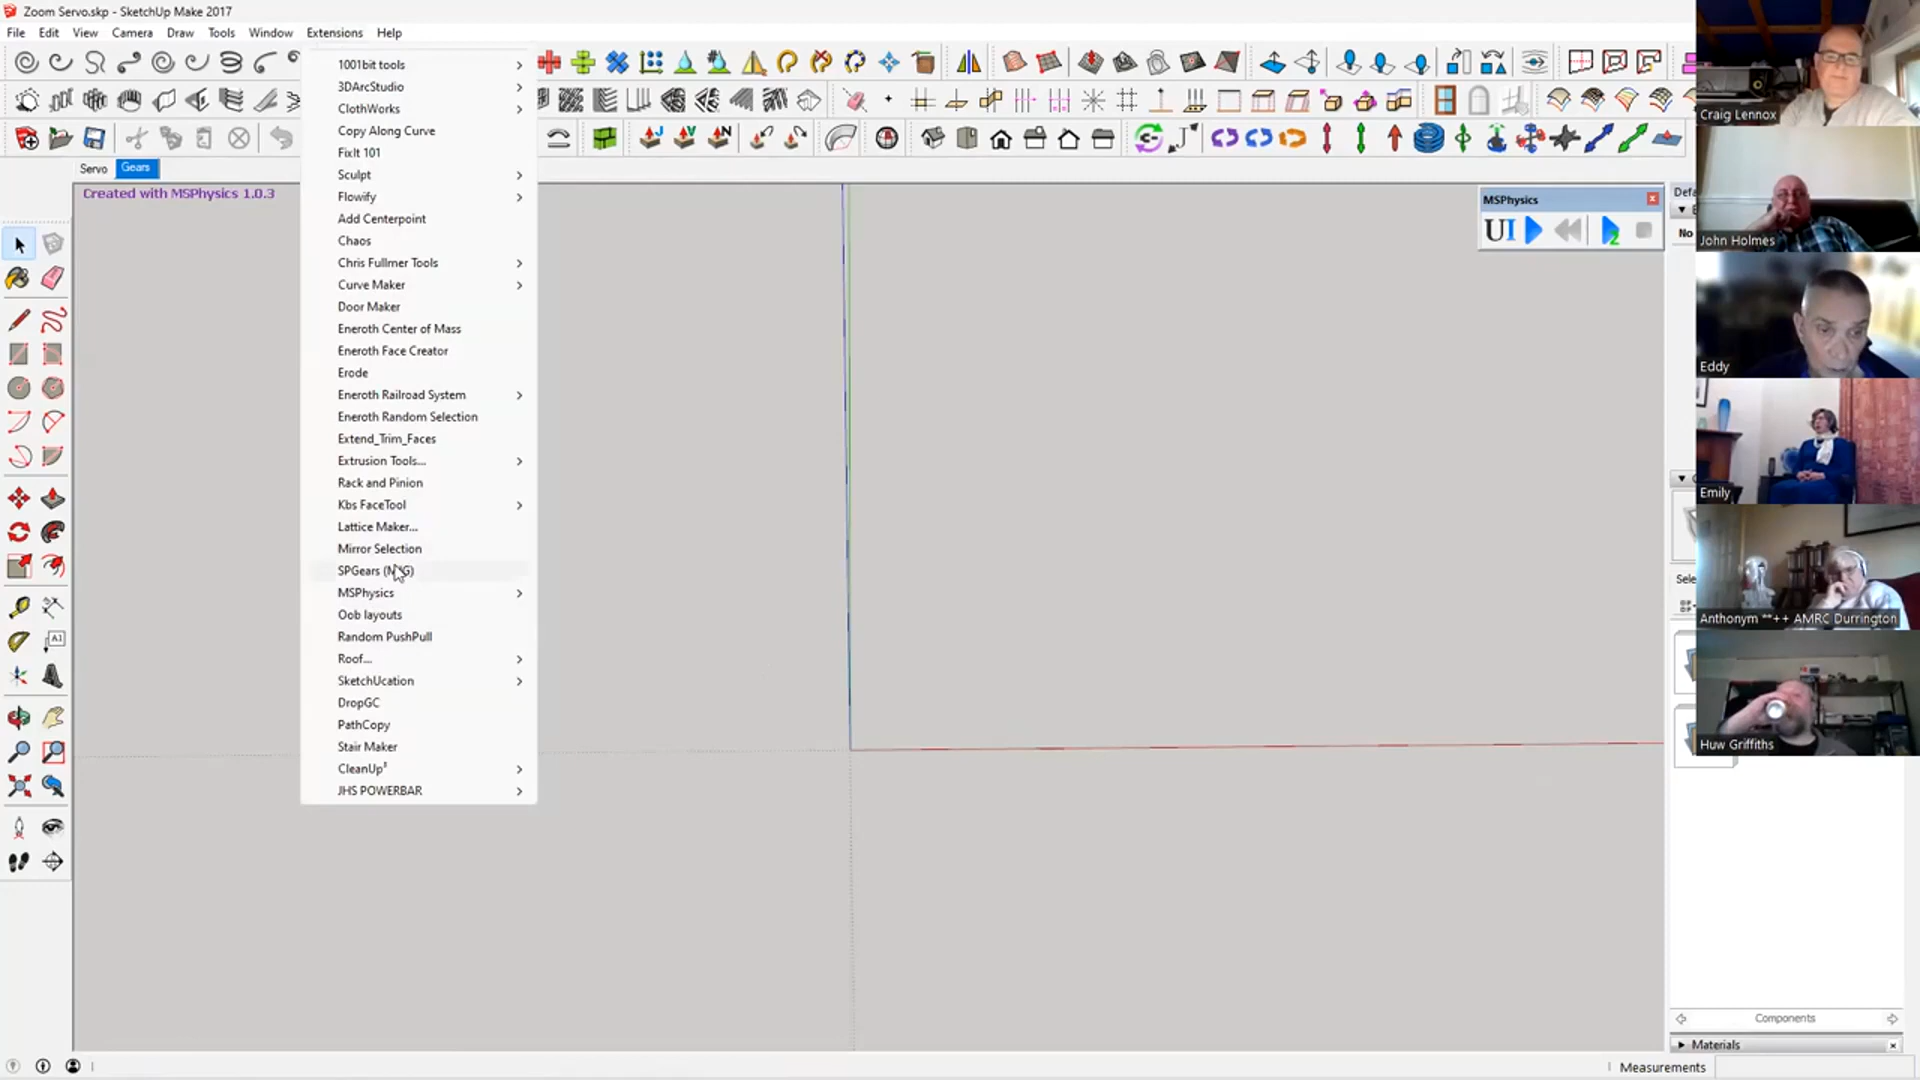 Zoom Servo.skp - SketchUp Make 2017
File Edit View Camera Draw Tools Window Extensions Help
Servo Gears
Created with MSPhysics 1.0.3
1001bit tools
3DArcStudio
ClothWorks
Copy Along Curve
FixIt 101
Sculpt
Flowify
Add Centerpoint
Chaos
Chris Fullmer Tools
Curve Maker
Door Maker
Eneroth Center of Mass
Eneroth Face Creator
Erode
Eneroth Railroad System
Eneroth Random Selection
Extend_Trim_Faces
Extrusion Tools...
Rack and Pinion
Kbs FaceTool
Lattice Maker...
Mirror Selection
SPGears
MSPhysics
Oob layouts
Random PushPull
Roof...
SketchUcation
DropGC
PathCopy
Stair Maker
CleanUp³
JHS POWERBAR
MSPhysics
UI
2
Defa
No
Sele
Components
Materials
Measurements
Craig Lennox
John Holmes
Eddy
Emily
Anthonym **++ AMRC Durrington
Huw Griffiths